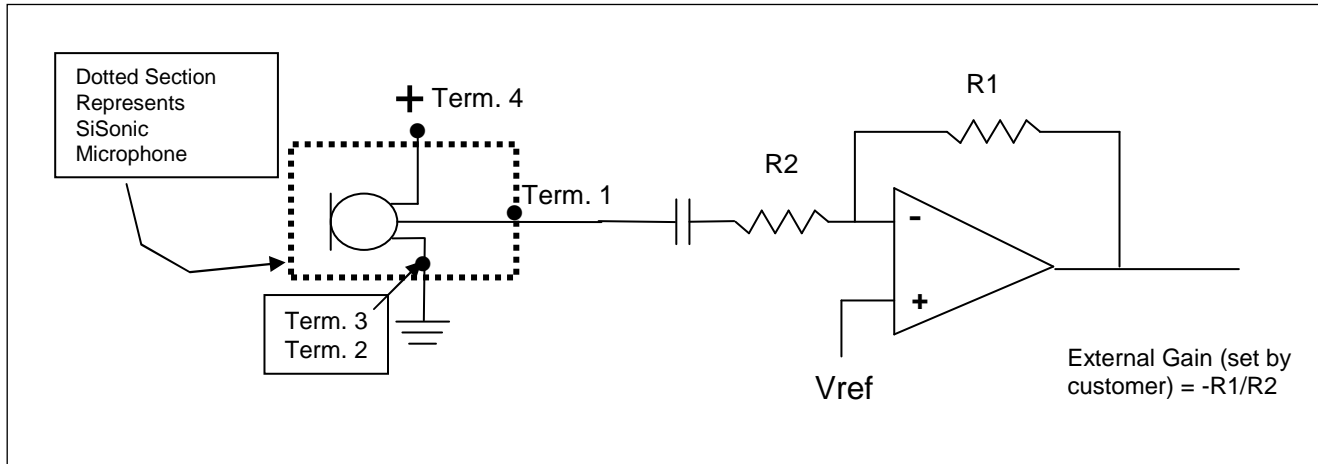 Dotted Section
Represents
SiSonic
Microphone
+ Term. 4
Term. 1
Term. 3
Term. 2
R2
R1
-
+
Vref
External Gain (set by
customer) = -R1/R2